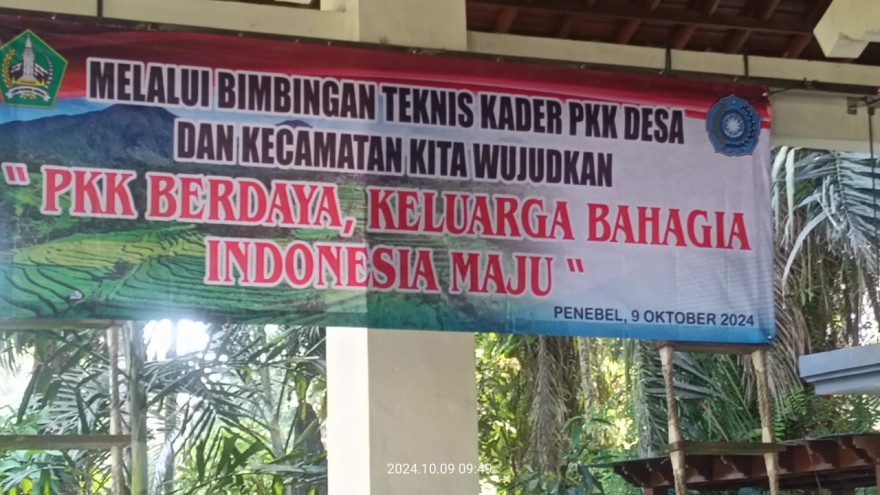 MELALUI BIMBINGAN TEKNIS KADER PKK DESA
DAN KECAMATAN KITA WUJUDKAN
" PKK BERDAYA, KELUARGA BAHAGIA
INDONESIA MAJU "
PENEBEL, 9 OKTOBER 2024
2024.10.09 09:49